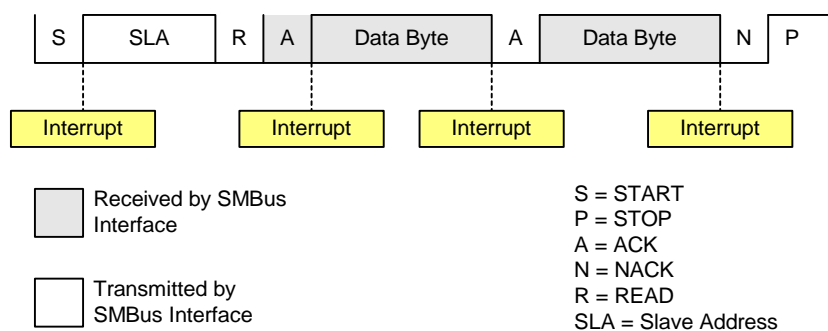 S SLA R A Data Byte A Data Byte N P
Interrupt Interrupt Interrupt Interrupt
Received by SMBus
Interface
Transmitted by
SMBus Interface
S = START
P = STOP
A = ACK
N = NACK
R = READ
SLA = Slave Address